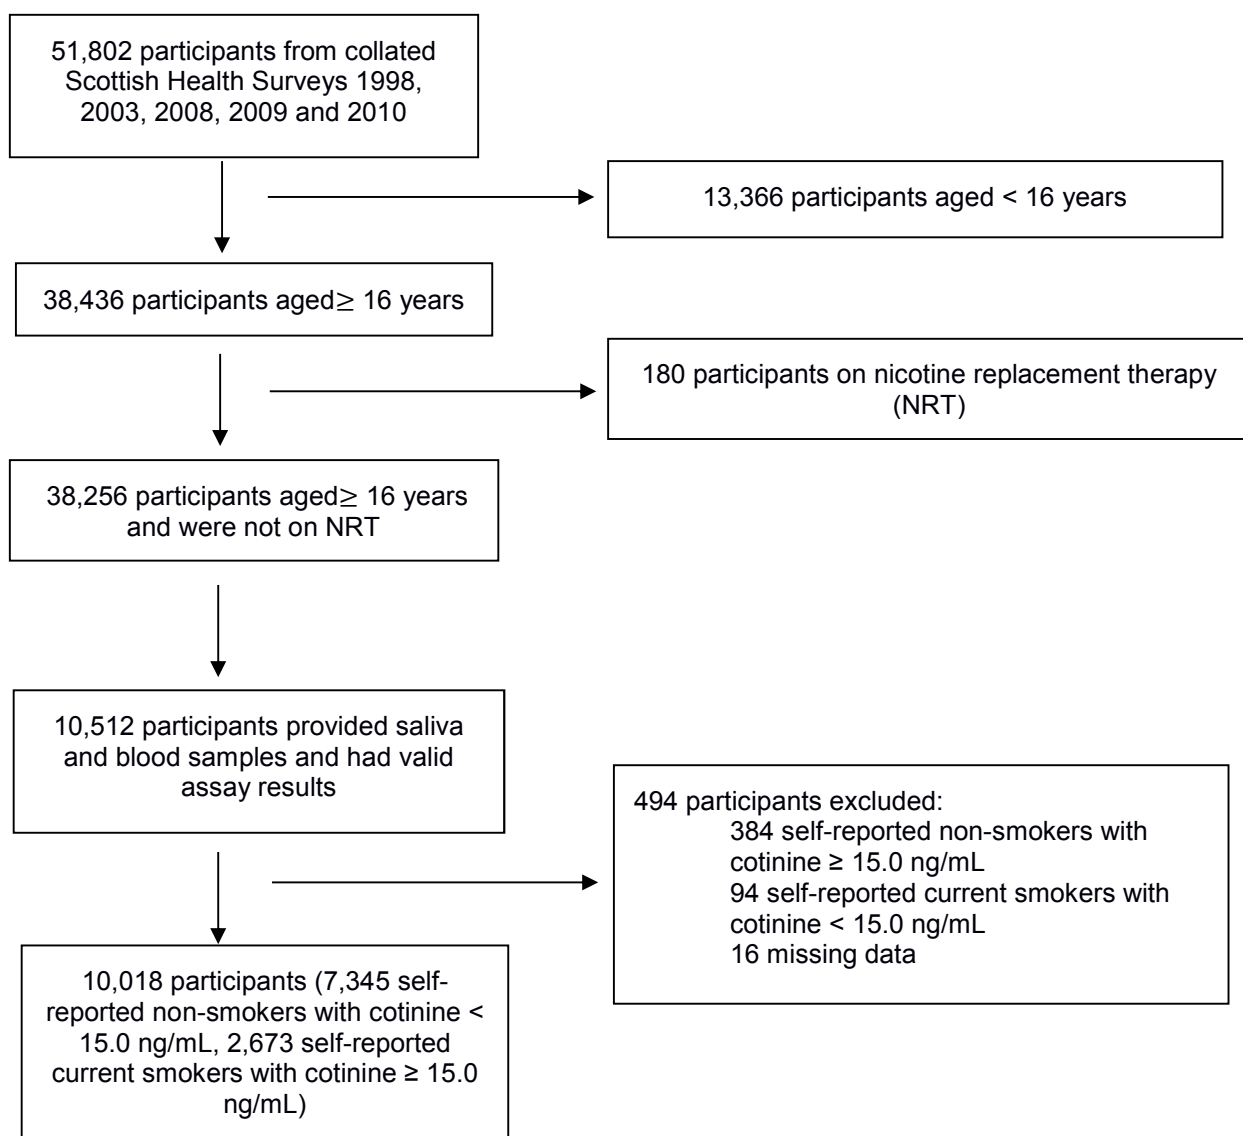 51,802 participants from collated
Scottish Health Surveys 1998,
2003, 2008, 2009 and 2010
13,366 participants aged < 16 years
38,436 participants aged≥ 16 years
180 participants on nicotine replacement therapy
(NRT)
38,256 participants aged≥ 16 years
and were not on NRT
10,512 participants provided saliva
and blood samples and had valid
assay results
494 participants excluded:
384 self-reported non-smokers with
cotinine ≥ 15.0 ng/mL
94 self-reported current smokers with
cotinine < 15.0 ng/mL
16 missing data
10,018 participants (7,345 self-
reported non-smokers with cotinine <
15.0 ng/mL, 2,673 self-reported
current smokers with cotinine ≥ 15.0
ng/mL)